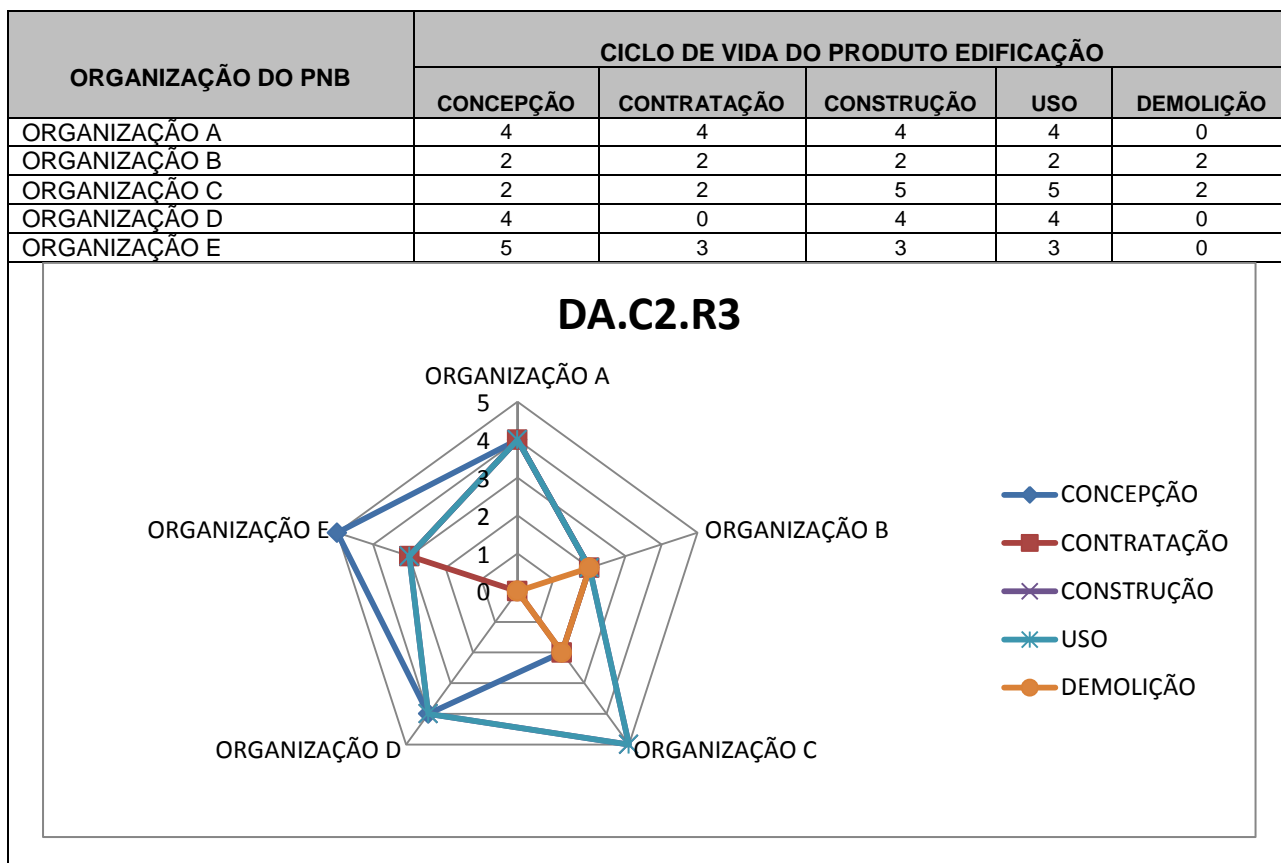 ORGANIZAÇÃO DO PNB
CICLO DE VIDA DO PRODUTO EDIFICAÇÃO
CONCEPÇÃO CONTRATAÇÃO CONSTRUÇÃO USO DEMOLIÇÃO
ORGANIZAÇÃO A 4 4 4 4 0
ORGANIZAÇÃO B 2 2 2 2 2
ORGANIZAÇÃO C 2 2 5 5 2
ORGANIZAÇÃO D 4 0 4 4 0
ORGANIZAÇÃO E 5 3 3 3 0
DA.C2.R3
ORGANIZAÇÃO A
5
4
3
2
1
0
ORGANIZAÇÃO B
ORGANIZAÇÃO C
ORGANIZAÇÃO D
ORGANIZAÇÃO E
CONCEPÇÃO
CONTRATAÇÃO
CONSTRUÇÃO
USO
DEMOLIÇÃO